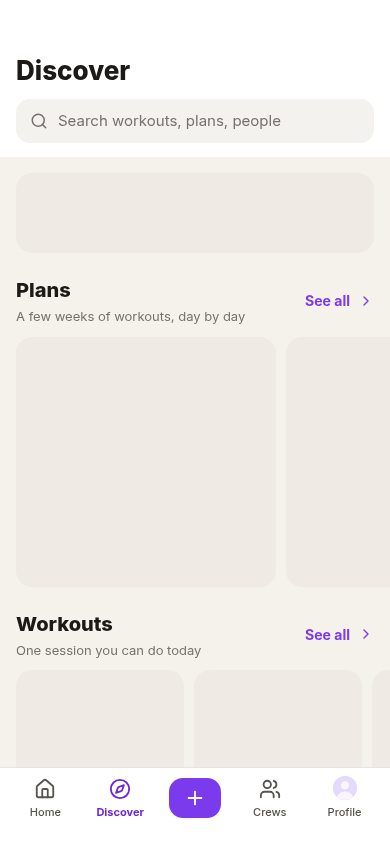 Discover
Search workouts, plans, people
Plans
See all
A few weeks of workouts, day by day
Workouts
See all
One session you can do today
Home
Discover
Crews
Profile